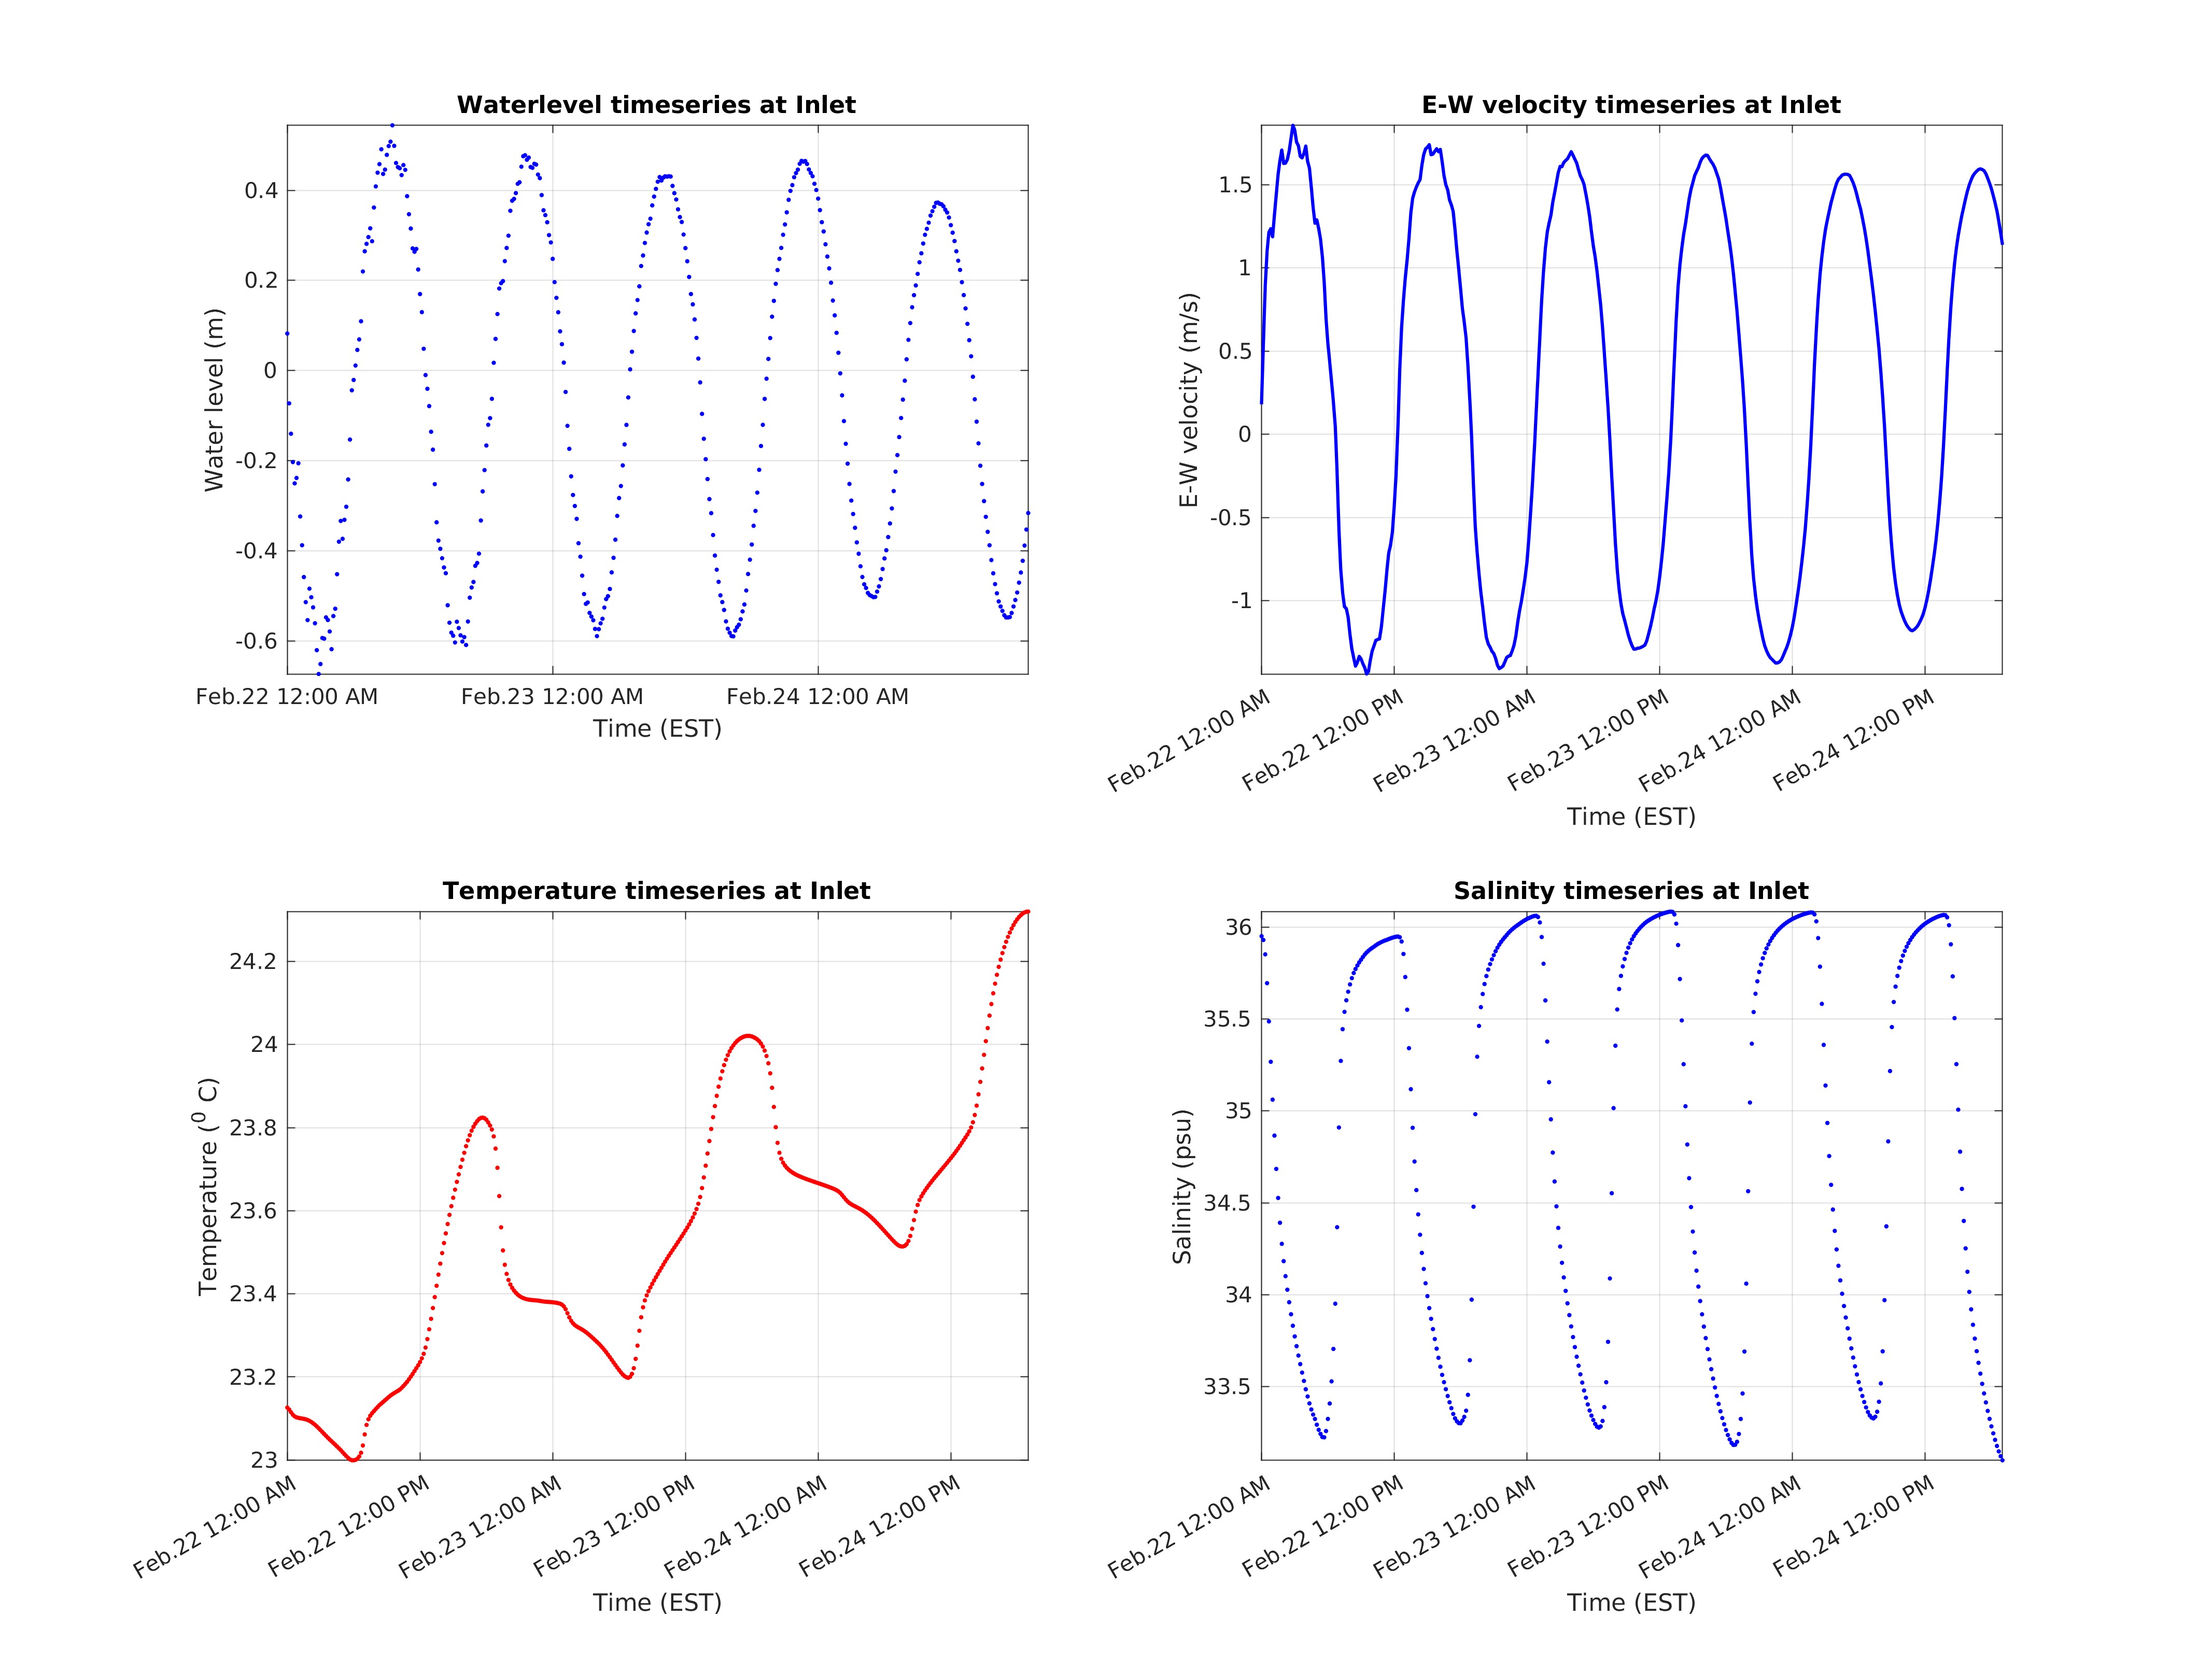 Waterlevel timeseries at Inlet
0.4
0.2
0
-0.2
-0.4
-0.6
Water level (m)
Feb.22 12:00 AM
Feb.23 12:00 AM
Feb.24 12:00 AM
Time (EST)
E-W velocity timeseries at Inlet
1.5
1
0.5
0
-0.5
-1
E-W velocity (m/s)
Feb.22 12:00 AM
Feb.22 12:00 PM
Feb.23 12:00 AM
Feb.23 12:00 PM
Feb.24 12:00 AM
Feb.24 12:00 PM
Time (EST)
Temperature timeseries at Inlet
24.2
24
23.8
23.6
23.4
23.2
23
Temperature (⁰ C)
Feb.22 12:00 AM
Feb.22 12:00 PM
Feb.23 12:00 AM
Feb.23 12:00 PM
Feb.24 12:00 AM
Feb.24 12:00 PM
Time (EST)
Salinity timeseries at Inlet
36
35.5
35
34.5
34
33.5
Salinity (psu)
Feb.22 12:00 AM
Feb.22 12:00 PM
Feb.23 12:00 AM
Feb.23 12:00 PM
Feb.24 12:00 AM
Feb.24 12:00 PM
Time (EST)